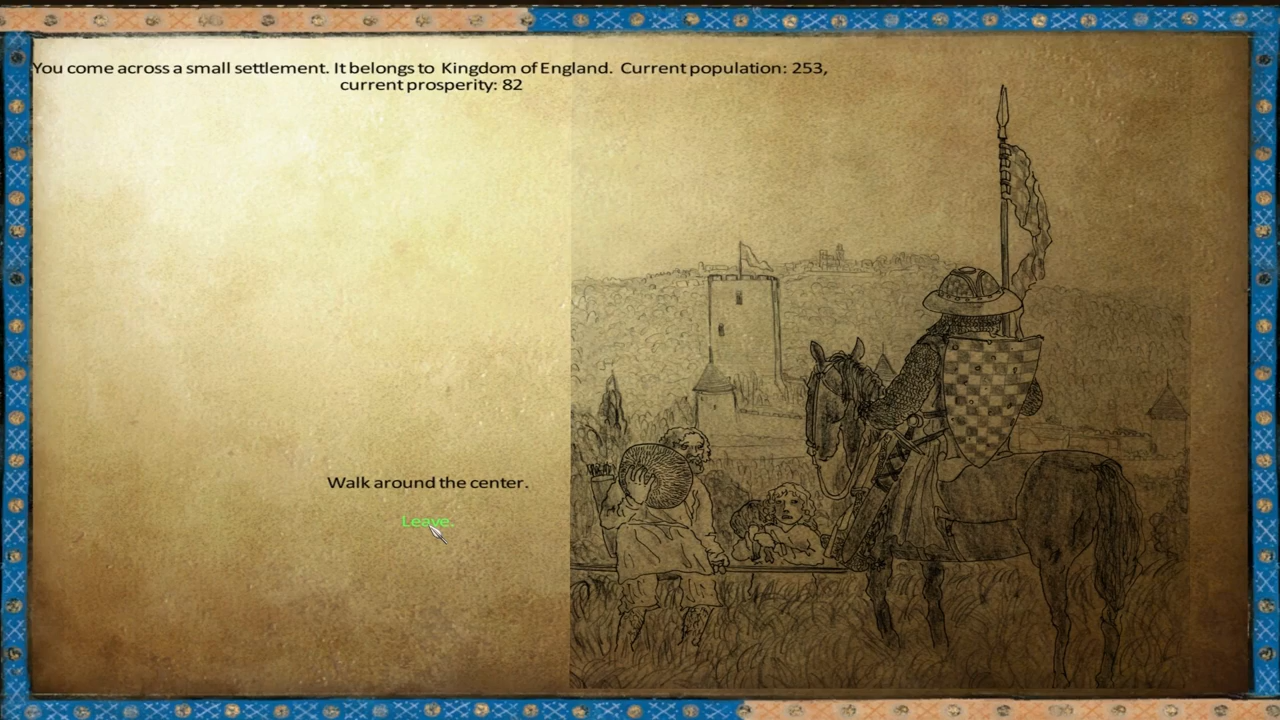 You come across a small settlement. It belongs to Kingdom of England. Current population: 253,
current prosperity: 82
Walk around the center.
Leave.